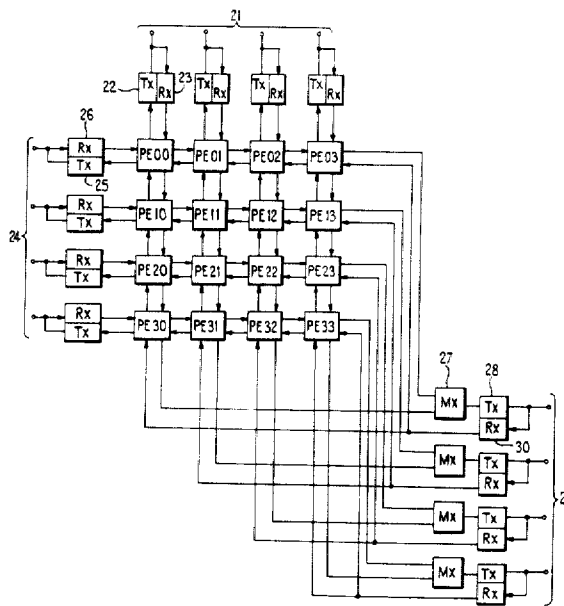 21
Tx Rx Tx Rx Tx Rx Tx Rx
22 23
26
Rx PE00 PE01 PE02 PE03
Tx
25
Rx PE10 PE11 PE12 PE13
Tx
24
Rx PE20 PE21 PE22 PE23
Tx
Rx PE30 PE31 PE32 PE33
Tx
27 28
Mx Tx
Rx
30
Mx Tx
Rx
Mx Tx
Rx
Mx Tx
Rx